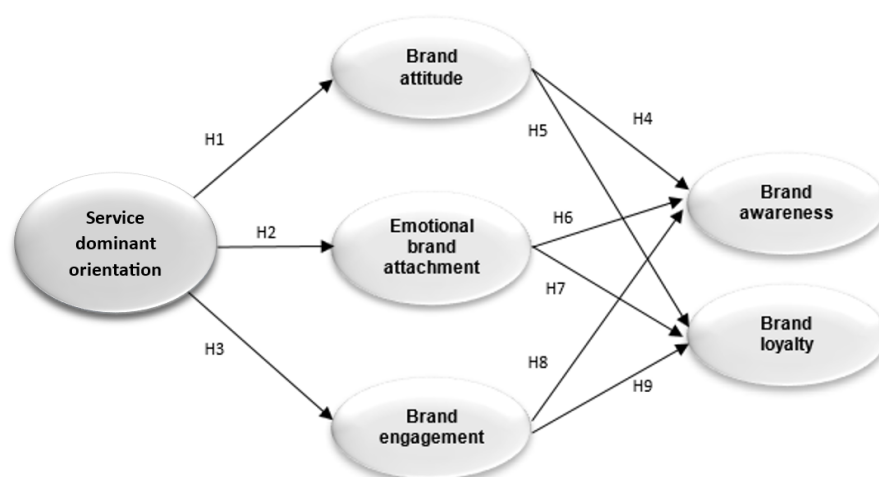 Brand
attitude
H4
H5
H1
Brand
awareness
Service
dominant
orientation
H2
Emotional
brand
attachment
H6
H7
Brand
loyalty
H3
H8
H9
Brand
engagement